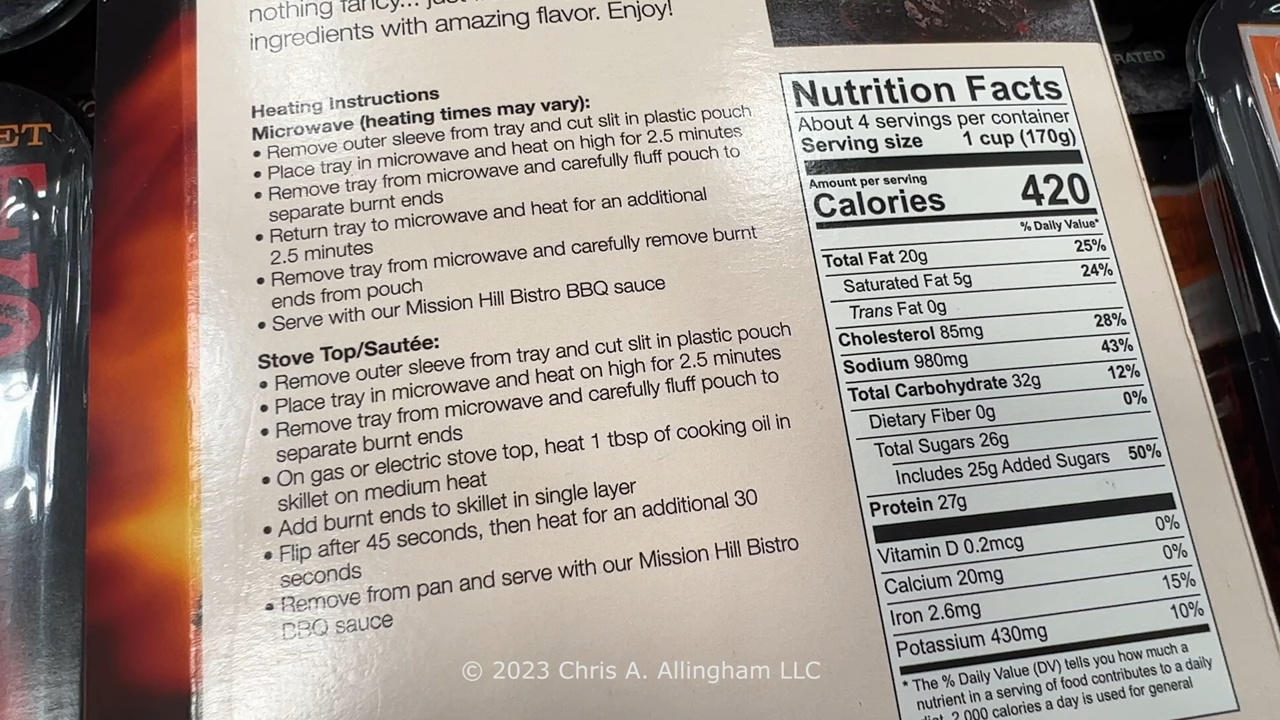 nothing fancy... just
ingredients with amazing flavor. Enjoy!
Heating Instructions
Microwave (heating times may vary):
• Remove outer sleeve from tray and cut slit in plastic pouch
• Place tray in microwave and heat on high for 2.5 minutes
• Remove tray from microwave and carefully fluff pouch to
separate burnt ends
• Return tray to microwave and heat for an additional
2.5 minutes
• Remove tray from microwave and carefully remove burnt
ends from pouch
• Serve with our Mission Hill Bistro BBQ sauce
Stove Top/Sautée:
• Remove outer sleeve from tray and cut slit in plastic pouch
• Place tray in microwave and heat on high for 2.5 minutes
• Remove tray from microwave and carefully fluff pouch to
separate burnt ends
• On gas or electric stove top, heat 1 tbsp of cooking oil in
skillet on medium heat
• Add burnt ends to skillet in single layer
• Flip after 45 seconds, then heat for an additional 30
seconds
• Remove from pan and serve with our Mission Hill Bistro
BBQ sauce
Nutrition Facts
About 4 servings per container
Serving size 1 cup (170g)
Amount per serving
Calories 420
% Daily Value*
Total Fat 20g 25%
Saturated Fat 5g 24%
Trans Fat 0g
Cholesterol 85mg 28%
Sodium 980mg 43%
Total Carbohydrate 32g 12%
Dietary Fiber 0g 0%
Total Sugars 26g
Includes 25g Added Sugars 50%
Protein 27g
Vitamin D 0.2mcg 0%
Calcium 20mg 0%
Iron 2.6mg 15%
Potassium 430mg 10%
* The % Daily Value (DV) tells you how much a
nutrient in a serving of food contributes to a daily
diet. 2,000 calories a day is used for general
RATED
ET
© 2023 Chris A. Allingham LLC